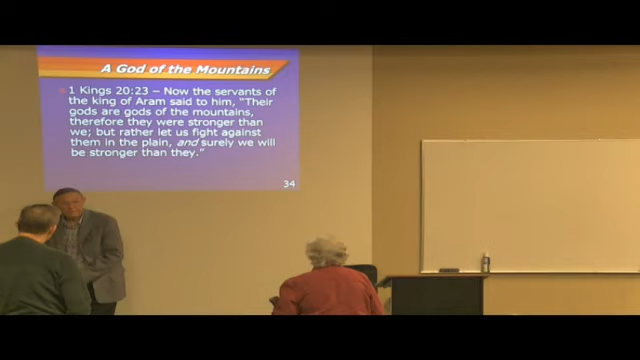 A God of the Mountains
1 Kings 20:23 – Now the servants of
the king of Aram said to him, "Their
gods are gods of the mountains,
therefore they were stronger than
we; but rather let us fight against
them in the plain, and surely we will
be stronger than they."
34